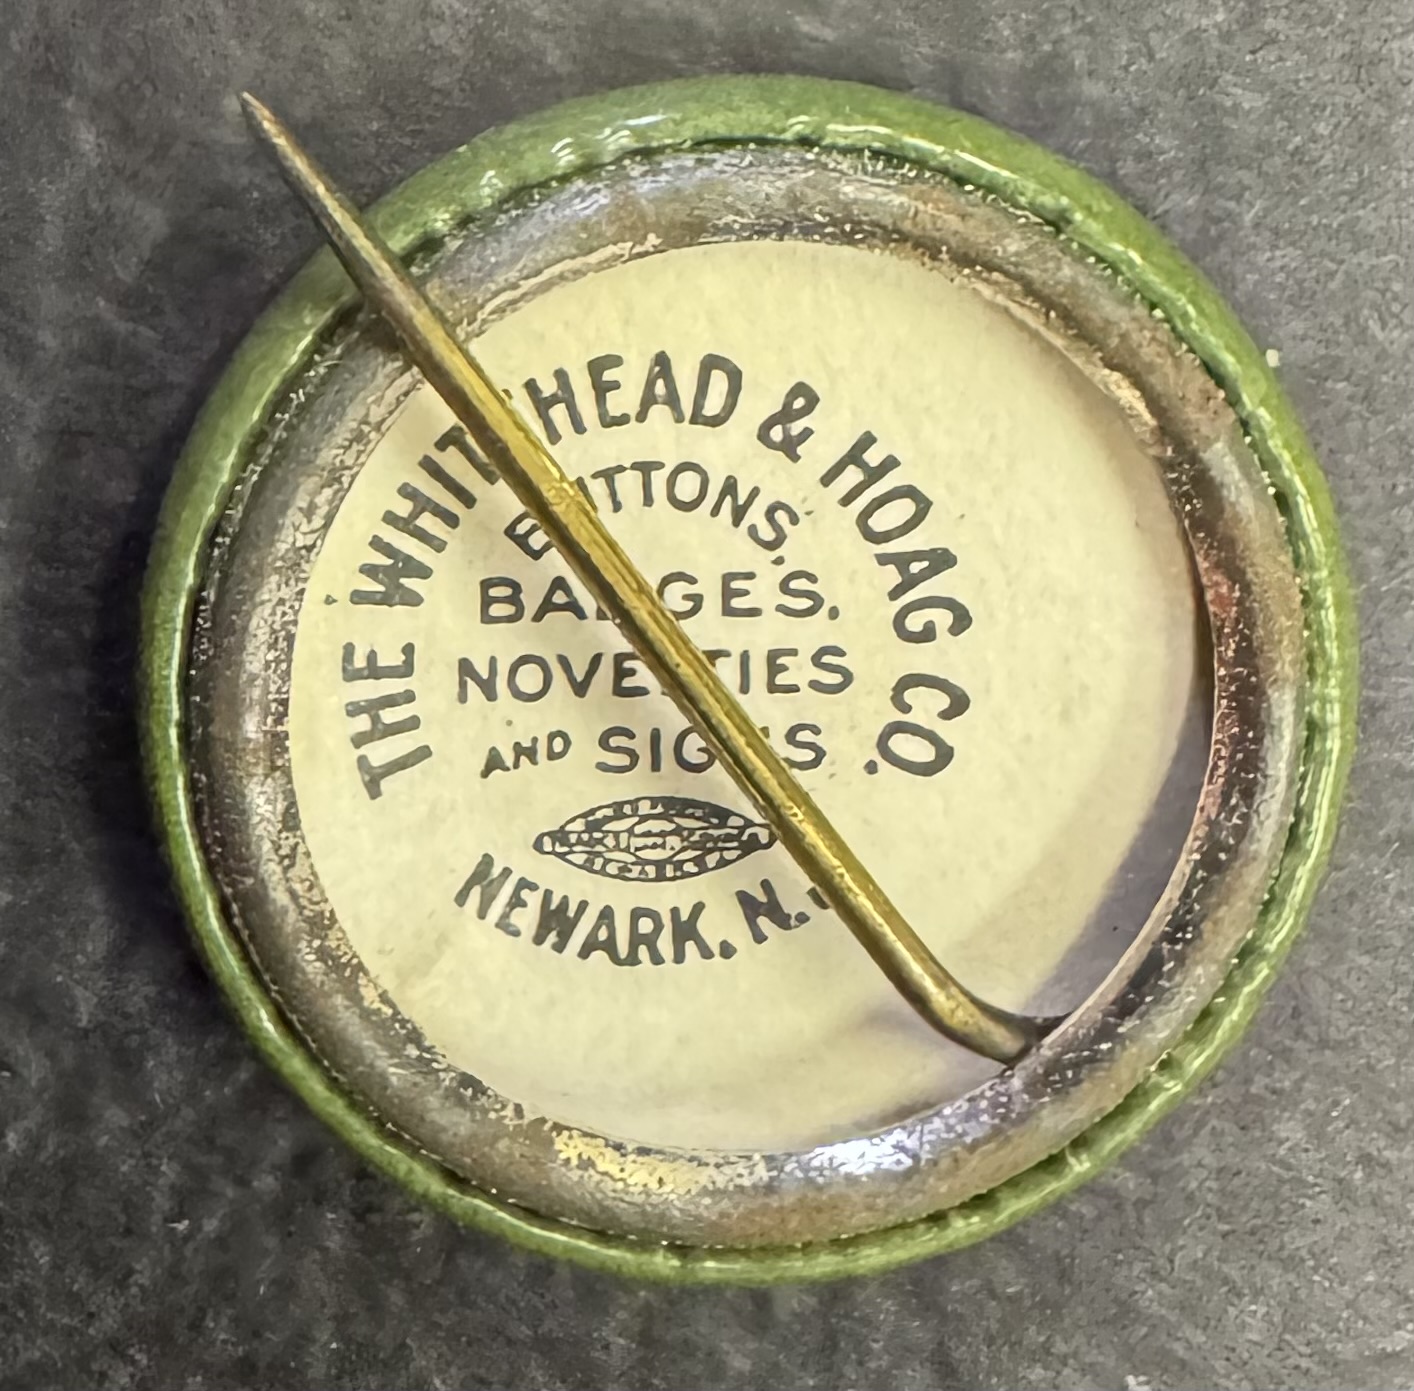 THE WHITEHEAD & HOAG CO.
BUTTONS,
BADGES,
NOVELTIES
AND SIGNS
NEWARK, N.